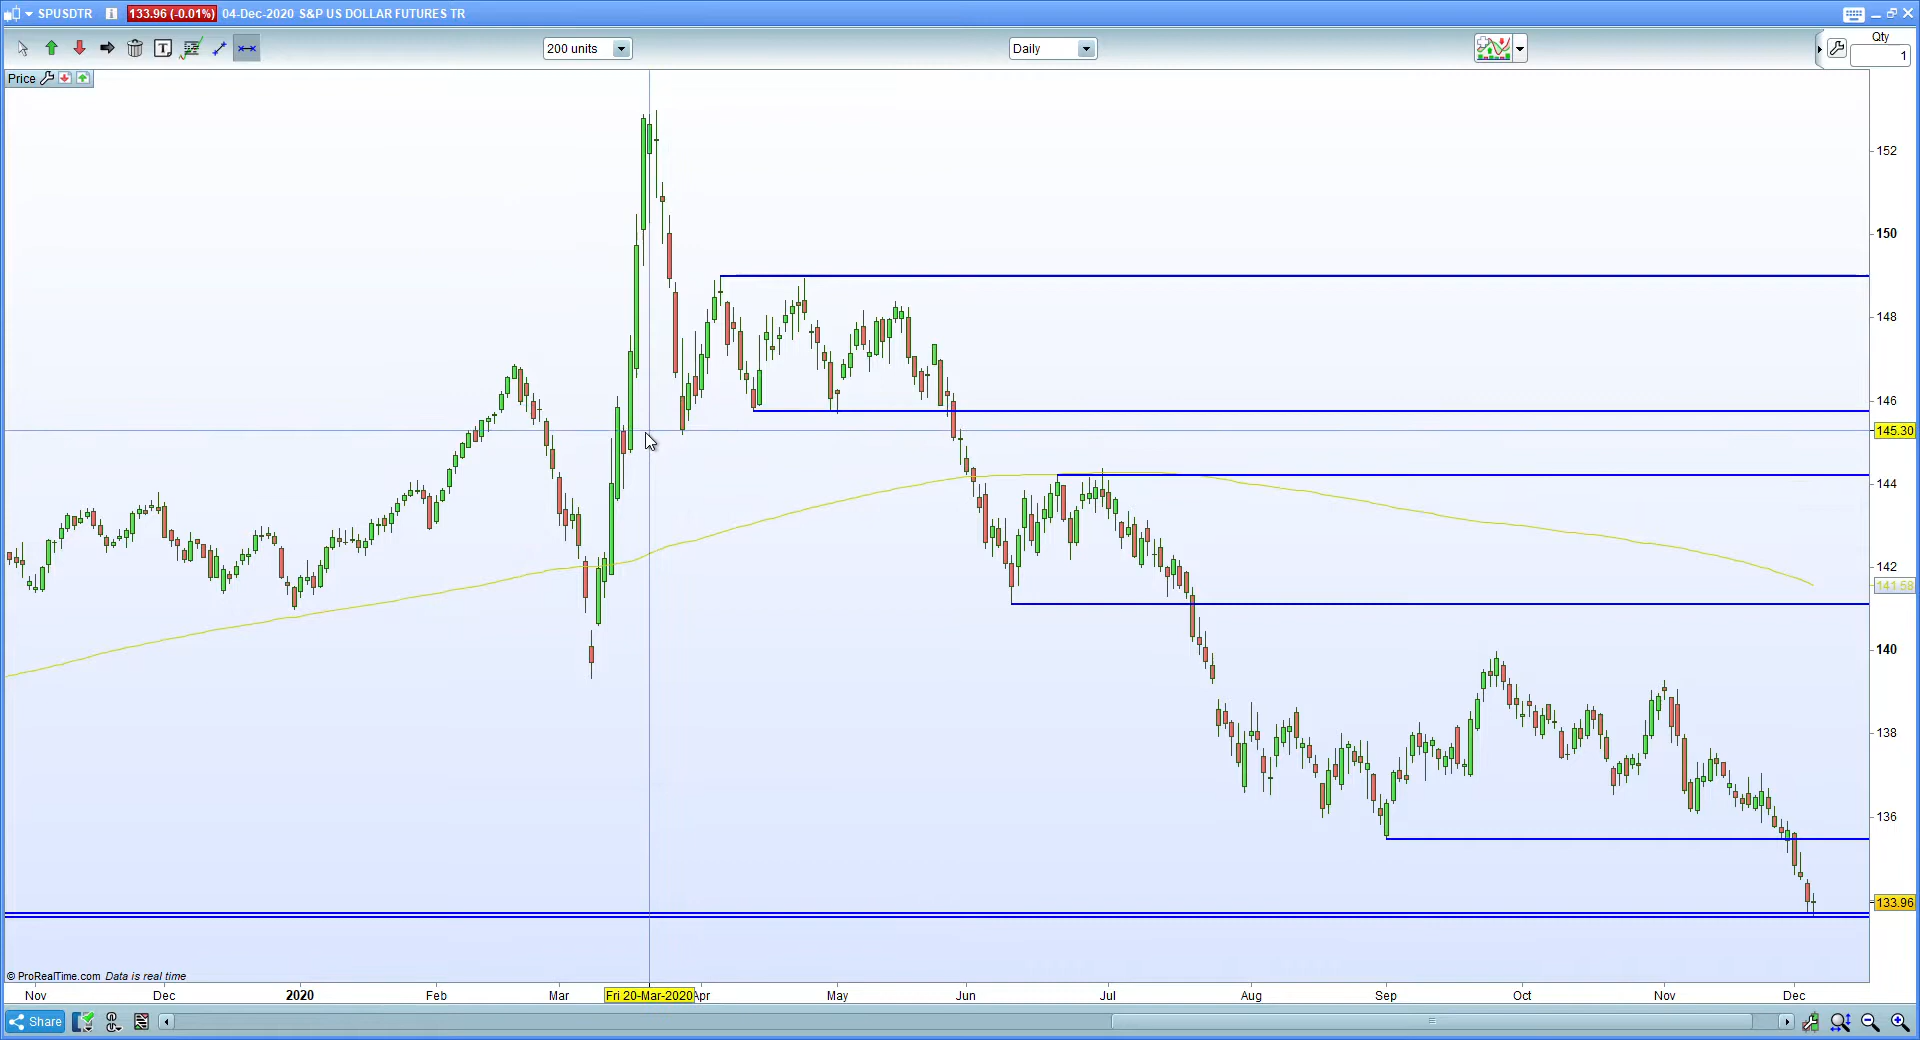 SPUSDTR 133.96 (-0.01%) 04-Dec-2020 S&P US DOLLAR FUTURES TR
200 units
Daily
Qty
1
Price
152
150
148
146
145.30
144
142
141.58
140
138
136
133.96
© ProRealTime.com Data is real time
Nov Dec 2020 Feb Mar Fri 20-Mar-2020 Apr May Jun Jul Aug Sep Oct Nov Dec
Share